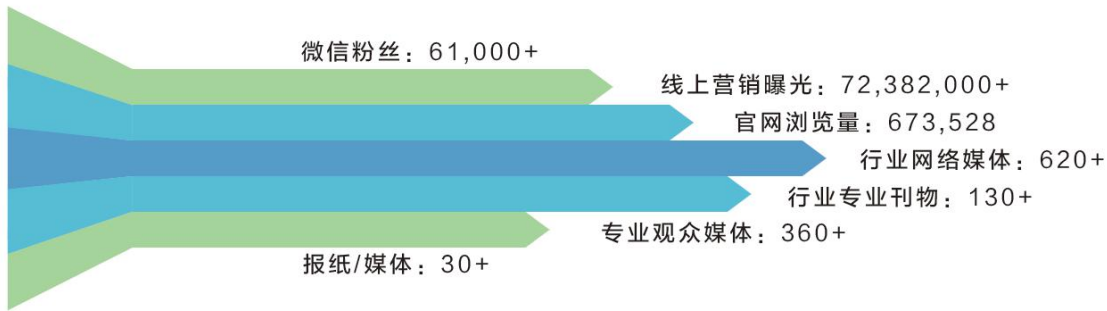 微信粉丝：61,000+
线上营销曝光：72,382,000+
官网浏览量：673,528
行业网络媒体：620+
行业专业刊物：130+
专业观众媒体：360+
报纸/媒体：30+